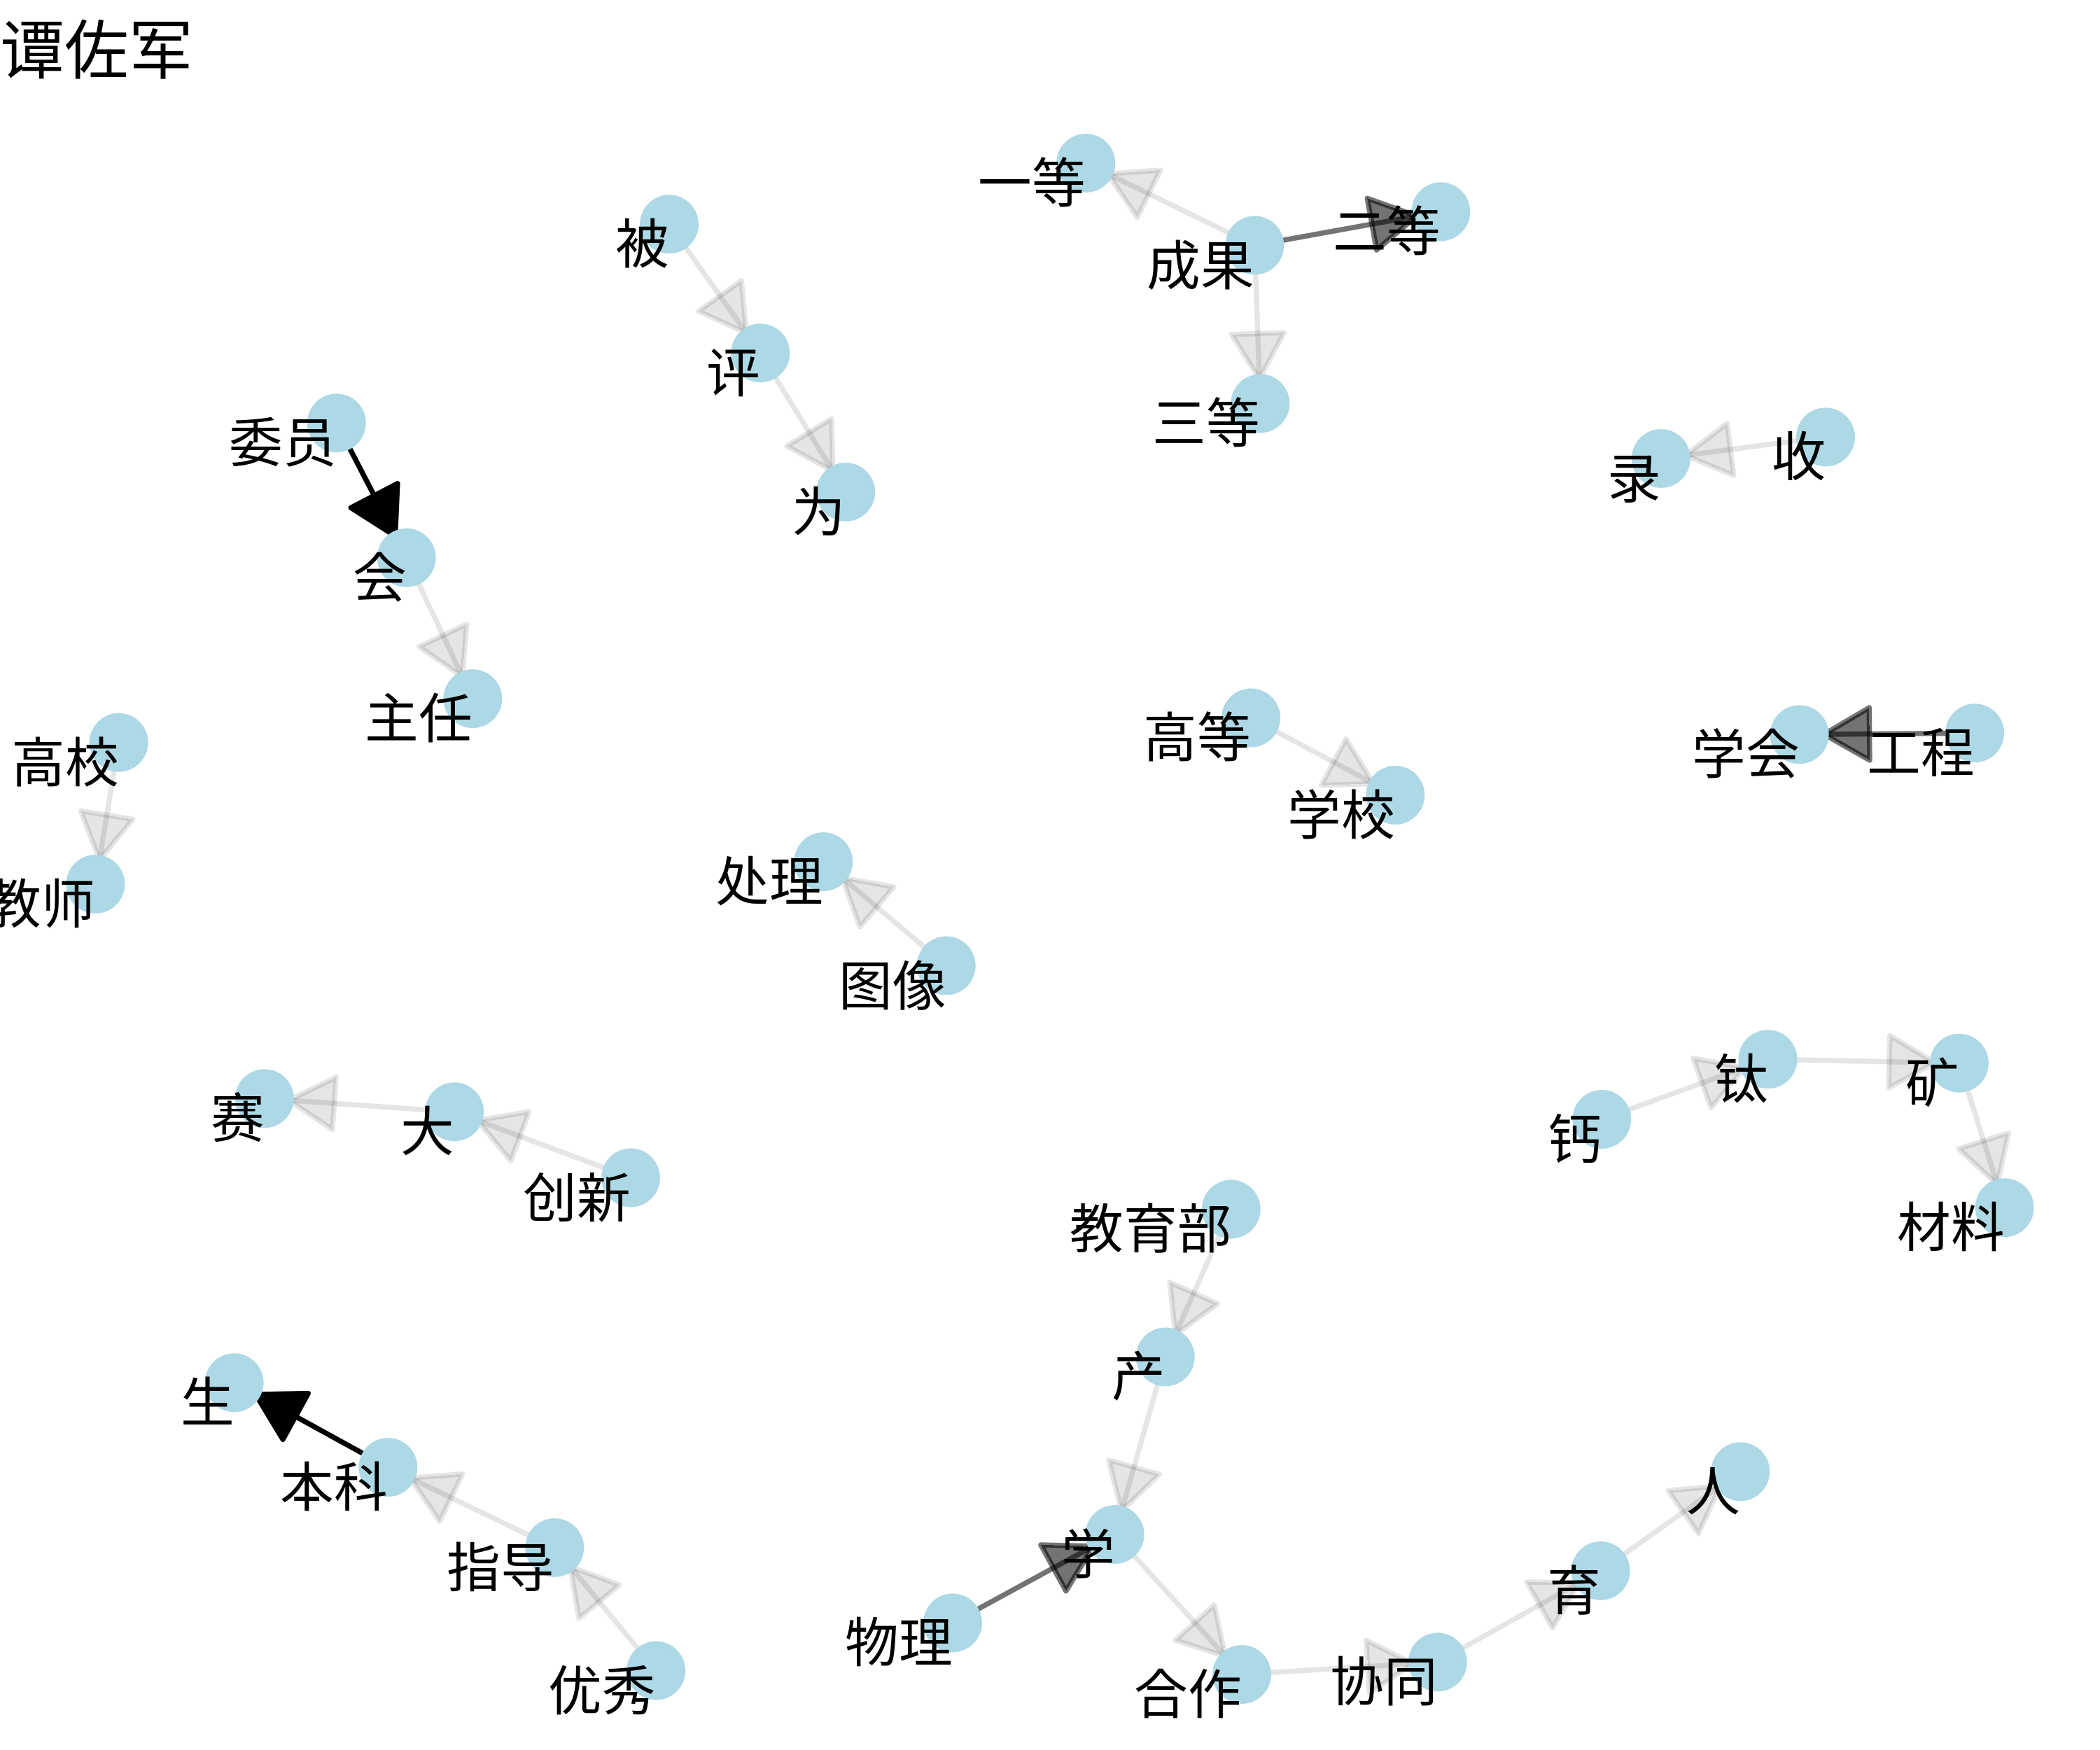 谭佐军
一等
二等
被
成果
评
三等
委员
收
录
为
会
主任
高等
高校
学会
工程
学校
教师
处理
图像
钛
矿
赛
大
钙
创新
教育部
材料
产
生
本科
人
学
指导
育
物理
优秀
合作
协同